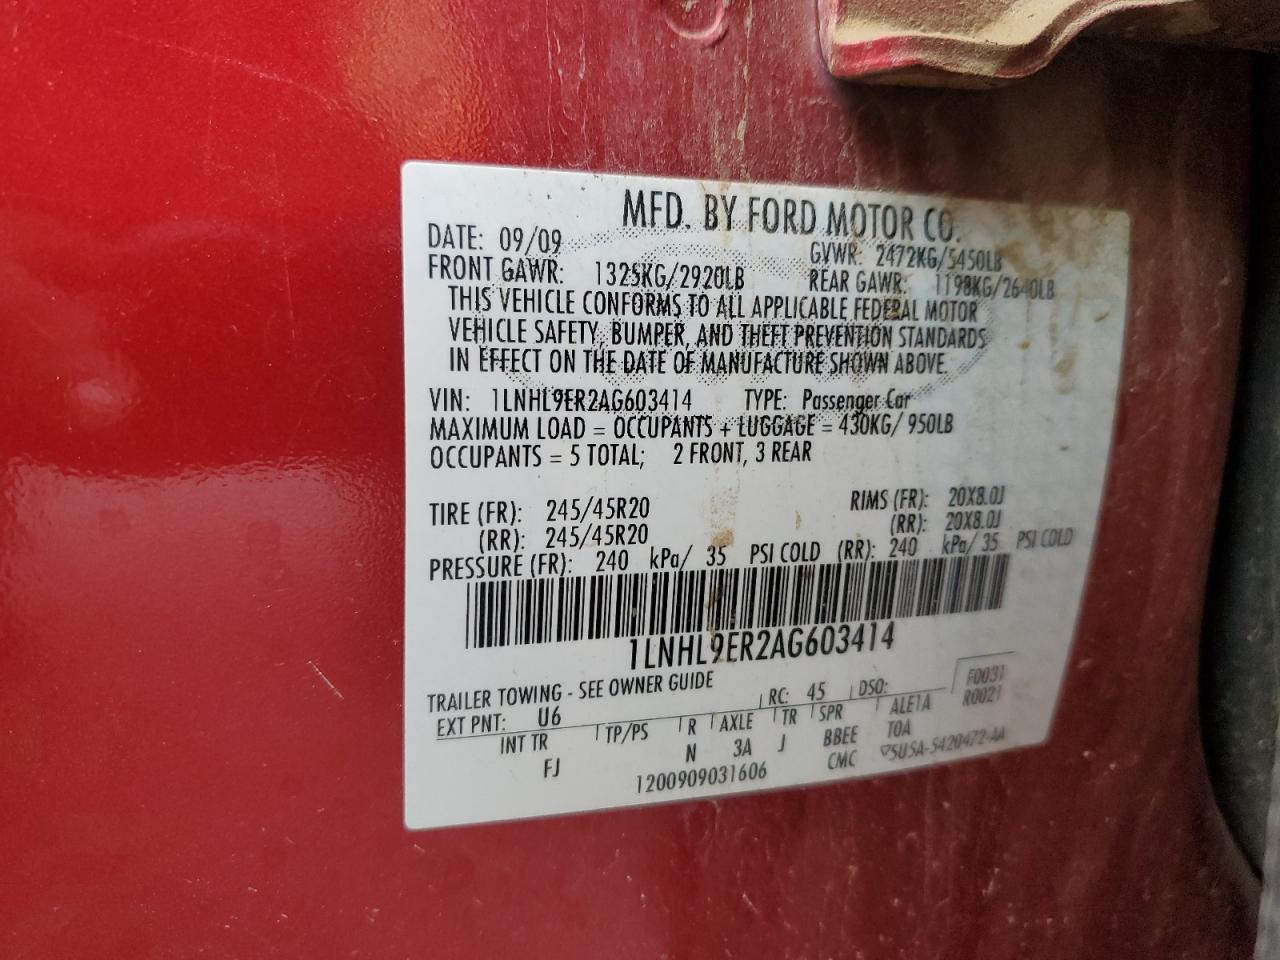 MFD. BY FORD MOTOR CO.
DATE: 09/09 GVWR: 2472KG/5450LB
FRONT GAWR: 1325KG/2920LB REAR GAWR: 1198KG/2640LB
THIS VEHICLE CONFORMS TO ALL APPLICABLE FEDERAL MOTOR
VEHICLE SAFETY, BUMPER, AND THEFT PREVENTION STANDARDS
IN EFFECT ON THE DATE OF MANUFACTURE SHOWN ABOVE.
VIN: 1LNHL9ER2AG603414 TYPE: Passenger Car
MAXIMUM LOAD = OCCUPANTS + LUGGAGE = 430KG/ 950LB
OCCUPANTS = 5 TOTAL; 2 FRONT, 3 REAR
TIRE (FR): 245/45R20 RIMS (FR): 20X8.0J
(RR): 245/45R20 (RR): 20X8.0J
PRESSURE (FR): 240 kPa/ 35 PSI COLD (RR): 240 kPa/ 35 PSI COLD
1LNHL9ER2AG603414
TRAILER TOWING - SEE OWNER GUIDE F0031
EXT PNT: U6 RC: 45 DSO: R0021
INT TR TP/PS R AXLE TR SPR ALE1A
FJ N 3A J BBEE T0A
1200909031606 CMC 5U5A-5420472-AA